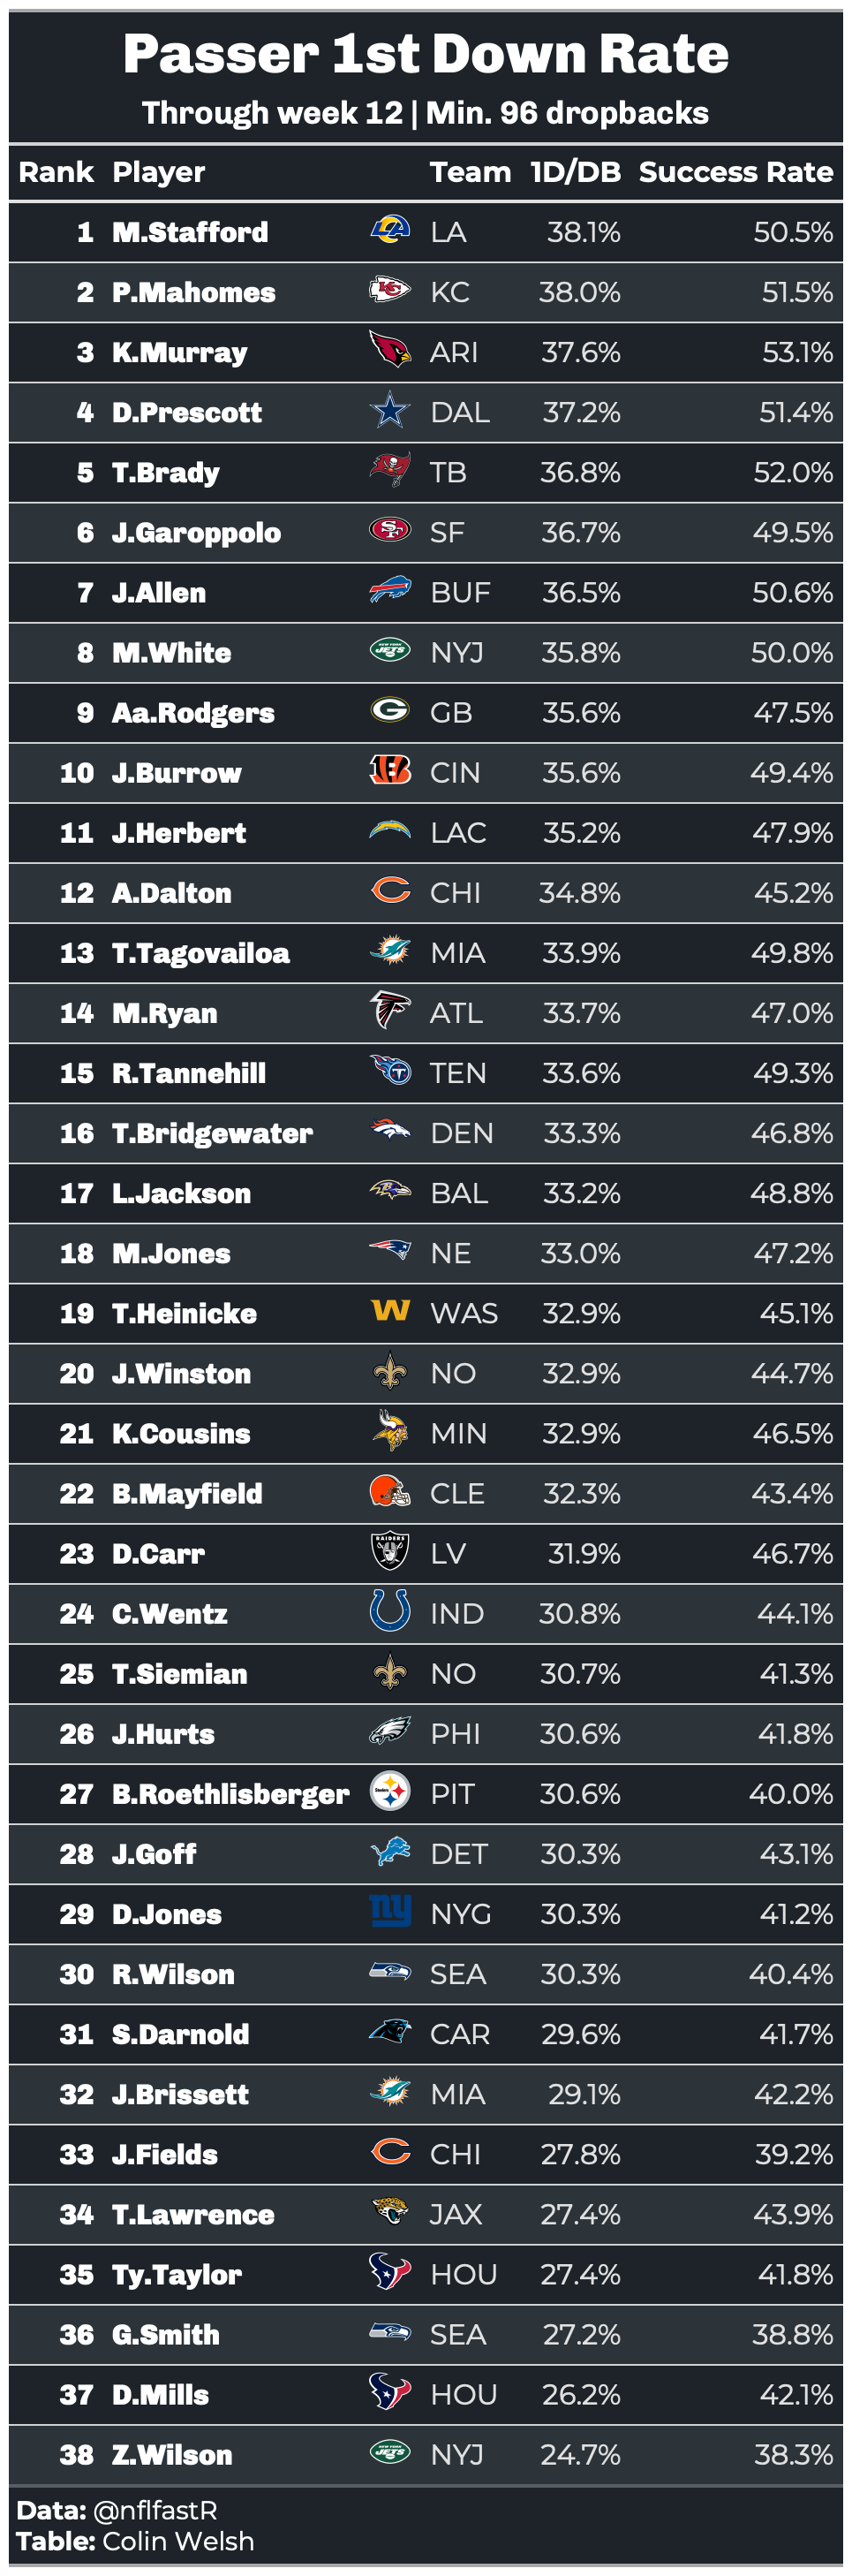 Passer 1st Down Rate
Through week 12 | Min. 96 dropbacks
Rank Player Team 1D/DB Success Rate
1 M.Stafford LA 38.1% 50.5%
2 P.Mahomes KC 38.0% 51.5%
3 K.Murray ARI 37.6% 53.1%
4 D.Prescott DAL 37.2% 51.4%
5 T.Brady TB 36.8% 52.0%
6 J.Garoppolo SF 36.7% 49.5%
7 J.Allen BUF 36.5% 50.6%
8 M.White NYJ 35.8% 50.0%
9 Aa.Rodgers GB 35.6% 47.5%
10 J.Burrow CIN 35.6% 49.4%
11 J.Herbert LAC 35.2% 47.9%
12 A.Dalton CHI 34.8% 45.2%
13 T.Tagovailoa MIA 33.9% 49.8%
14 M.Ryan ATL 33.7% 47.0%
15 R.Tannehill TEN 33.6% 49.3%
16 T.Bridgewater DEN 33.3% 46.8%
17 L.Jackson BAL 33.2% 48.8%
18 M.Jones NE 33.0% 47.2%
19 T.Heinicke W WAS 32.9% 45.1%
20 J.Winston NO 32.9% 44.7%
21 K.Cousins MIN 32.9% 46.5%
22 B.Mayfield CLE 32.3% 43.4%
23 D.Carr RAIDERS LV 31.9% 46.7%
24 C.Wentz IND 30.8% 44.1%
25 T.Siemian NO 30.7% 41.3%
26 J.Hurts PHI 30.6% 41.8%
27 B.Roethlisberger Steelers PIT 30.6% 40.0%
28 J.Goff DET 30.3% 43.1%
29 D.Jones ny NYG 30.3% 41.2%
30 R.Wilson SEA 30.3% 40.4%
31 S.Darnold CAR 29.6% 41.7%
32 J.Brissett MIA 29.1% 42.2%
33 J.Fields CHI 27.8% 39.2%
34 T.Lawrence JAX 27.4% 43.9%
35 Ty.Taylor HOU 27.4% 41.8%
36 G.Smith SEA 27.2% 38.8%
37 D.Mills HOU 26.2% 42.1%
38 Z.Wilson NYJ 24.7% 38.3%
Data: @nflfastR
Table: Colin Welsh